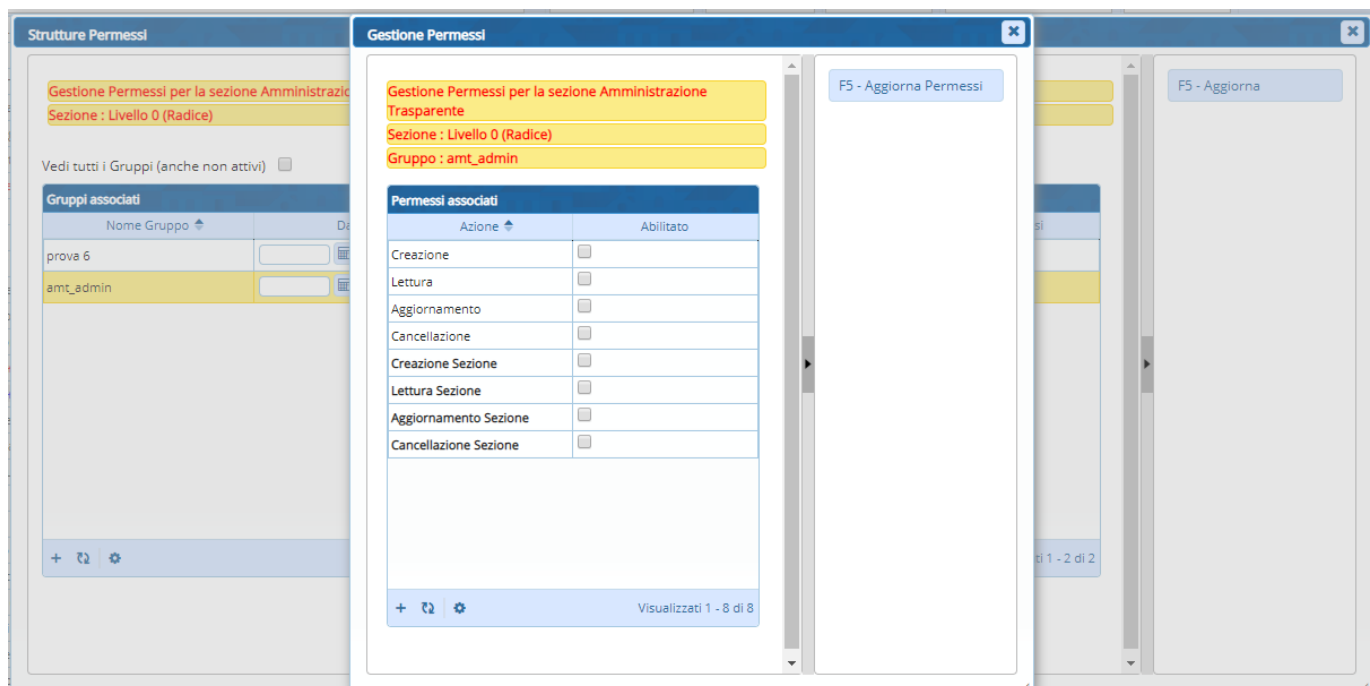 Strutture Permessi
Gestione Permessi per la sezione Amministrazio
Sezione : Livello 0 (Radice)
Vedi tutti i Gruppi (anche non attivi)
Gruppi associati
Nome Gruppo
Da
prova 6
amt_admin
Gestione Permessi
Gestione Permessi per la sezione Amministrazione
Trasparente
Sezione : Livello 0 (Radice)
Gruppo : amt_admin
Permessi associati
Azione Abilitato
Creazione
Lettura
Aggiornamento
Cancellazione
Creazione Sezione
Lettura Sezione
Aggiornamento Sezione
Cancellazione Sezione
Visualizzati 1 - 8 di 8
F5 - Aggiorna Permessi
si
ti 1 - 2 di 2
F5 - Aggiorna